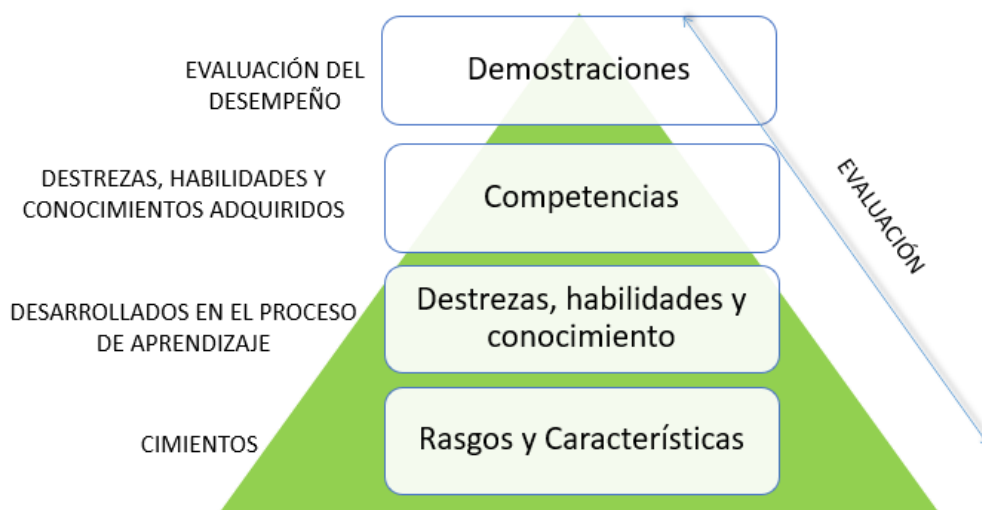 EVALUACIÓN DEL
DESEMPEÑO
Demostraciones
DESTREZAS, HABILIDADES Y
CONOCIMIENTOS ADQUIRIDOS
Competencias
EVALUACIÓN
DESARROLLADOS EN EL PROCESO
DE APRENDIZAJE
Destrezas, habilidades y
conocimiento
CIMIENTOS
Rasgos y Características